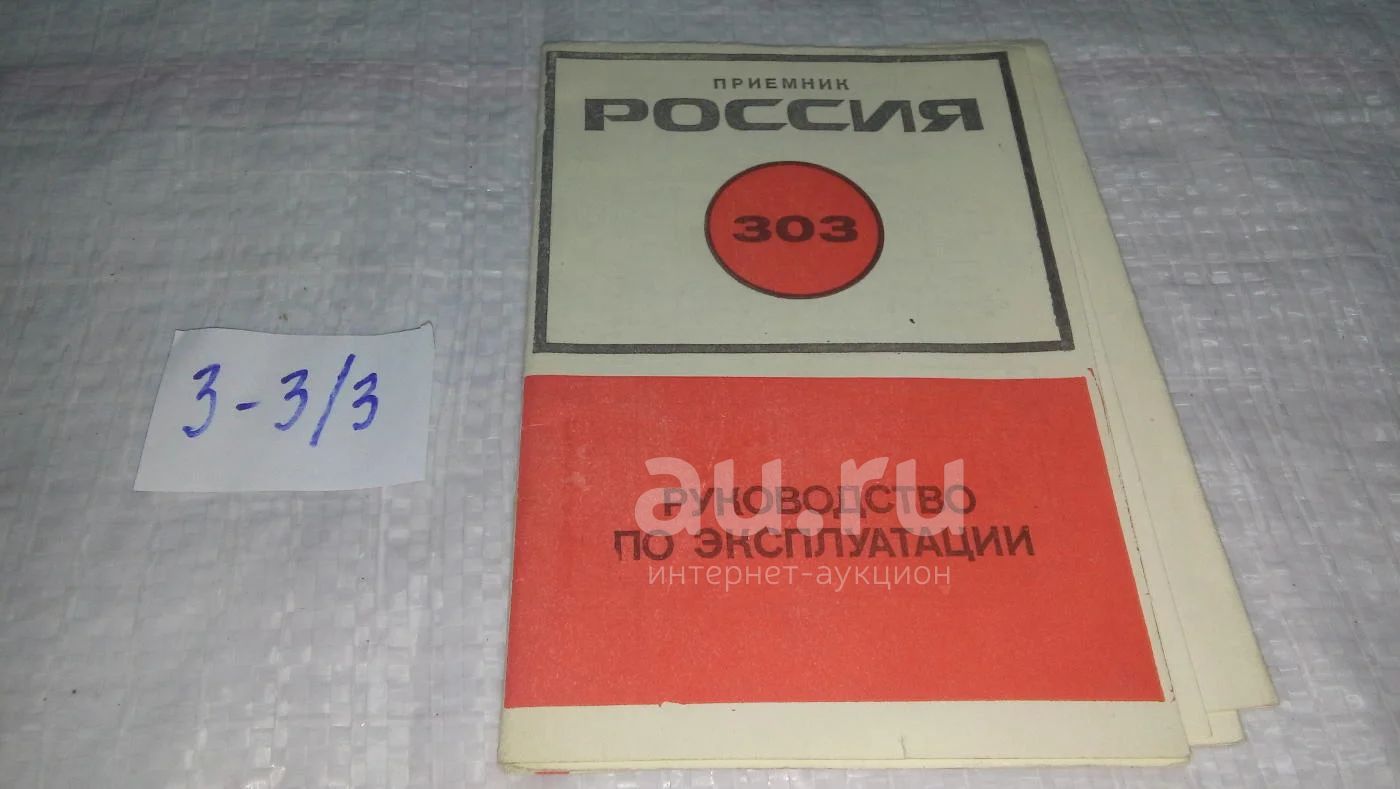 ПРИЕМНИК
РОССИЯ
303
3-3/3
РУКОВОДСТВО
ПО ЭКСПЛУАТАЦИИ
au.ru
интернет-аукцион